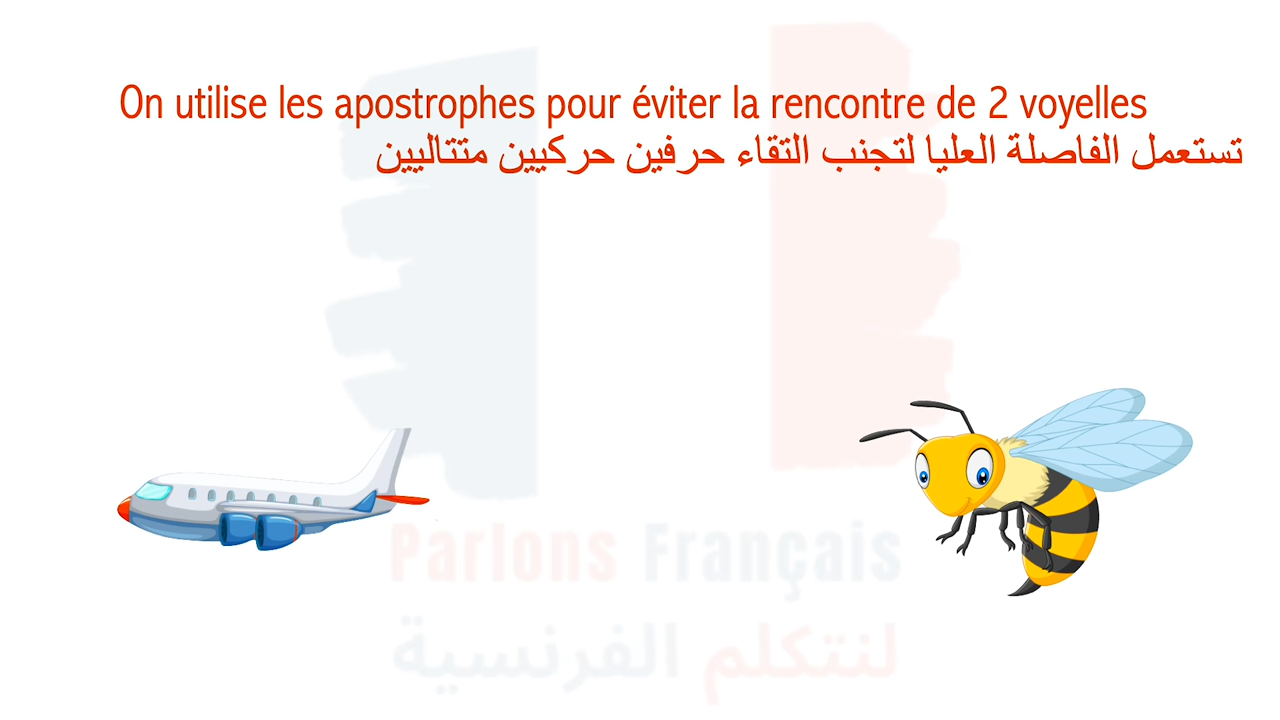 On utilise les apostrophes pour éviter la rencontre de 2 voyelles
تستعمل الفاصلة العليا لتجنب التقاء حرفين حركيين متتاليين
Parlons Français
لنتكلم الفرنسية